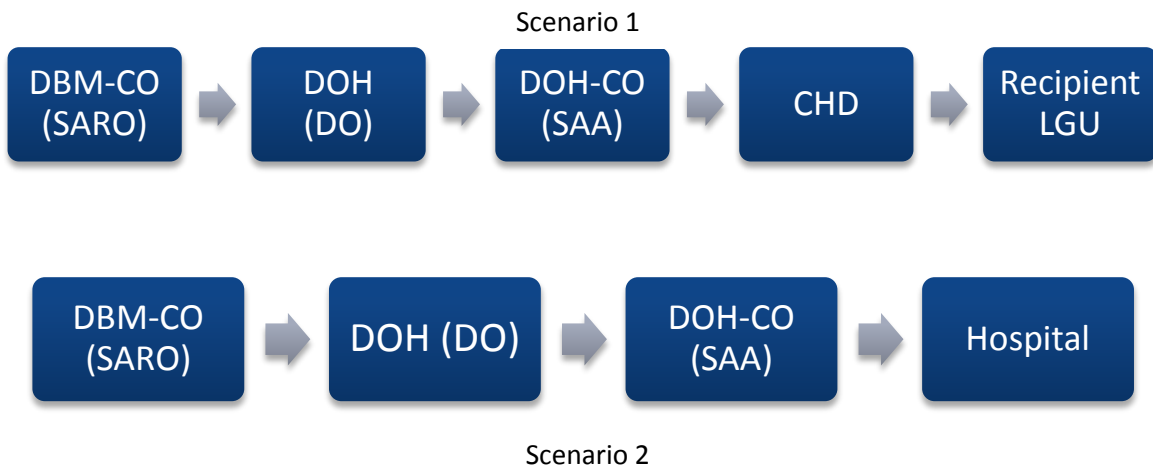 Scenario 1
DBM-CO
(SARO)
DOH
(DO)
DOH-CO
(SAA)
CHD
Recipient
LGU
DBM-CO
(SARO)
DOH (DO)
DOH-CO
(SAA)
Hospital
Scenario 2